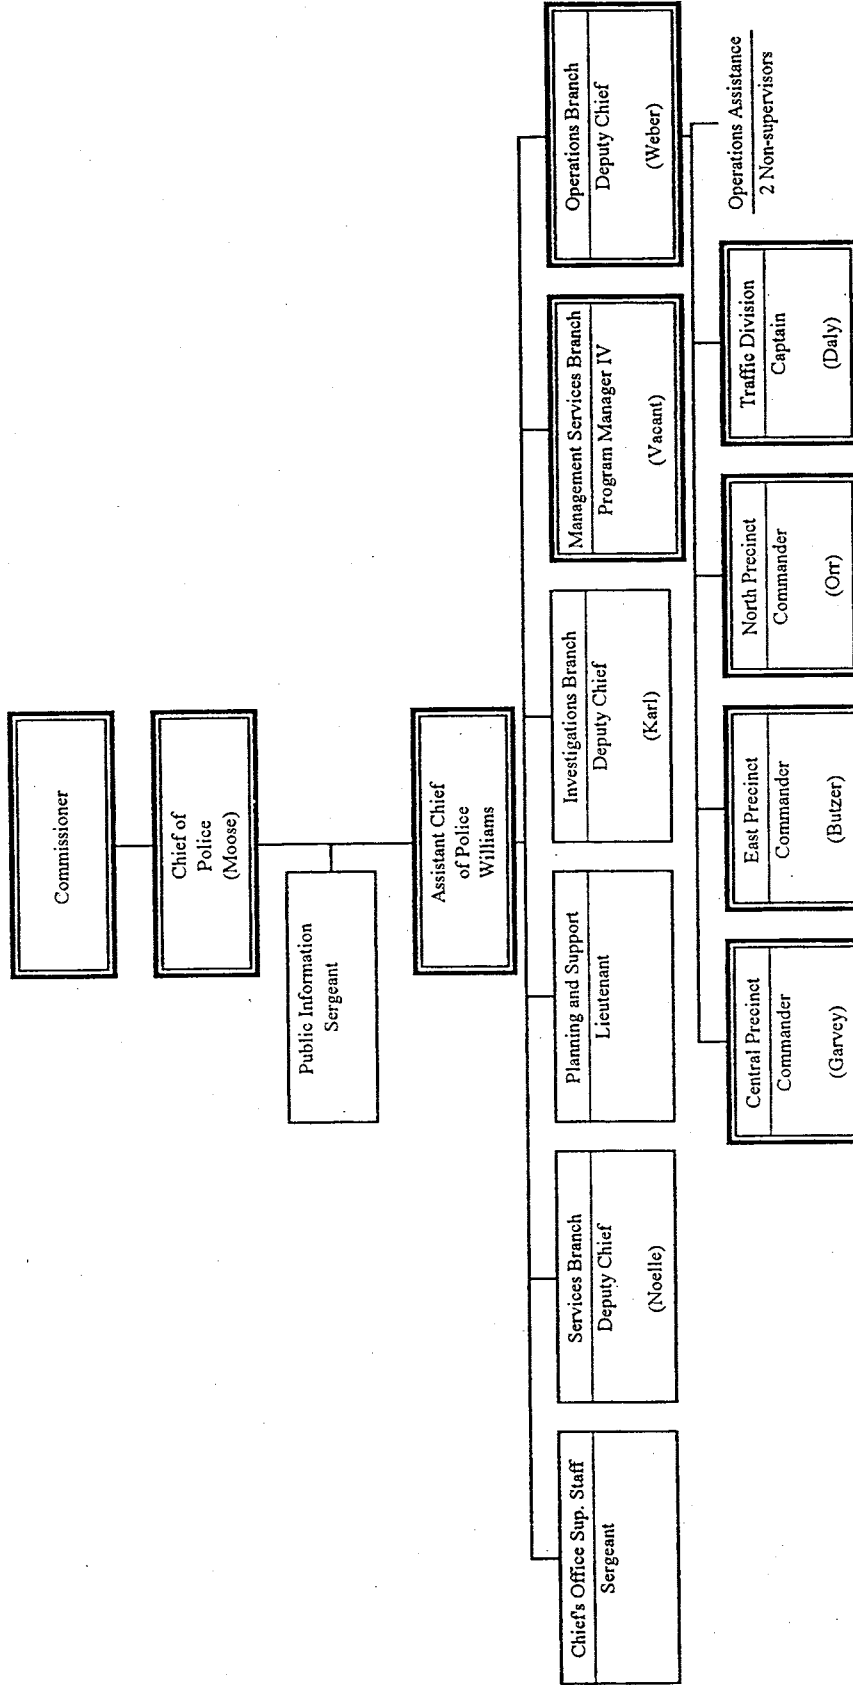 Commissioner
Chief of
Police
(Moose)
Public Information
Sergeant
Assistant Chief
of Police
Williams
Chief's Office Sup. Staff
Sergeant
Services Branch
Deputy Chief
(Noelle)
Planning and Support
Lieutenant
Investigations Branch
Deputy Chief
(Karl)
Management Services Branch
Program Manager IV
(Vacant)
Operations Branch
Deputy Chief
(Weber)
Central Precinct
Commander
(Garvey)
East Precinct
Commander
(Butzer)
North Precinct
Commander
(Orr)
Traffic Division
Captain
(Daly)
Operations Assistance
2 Non-supervisors